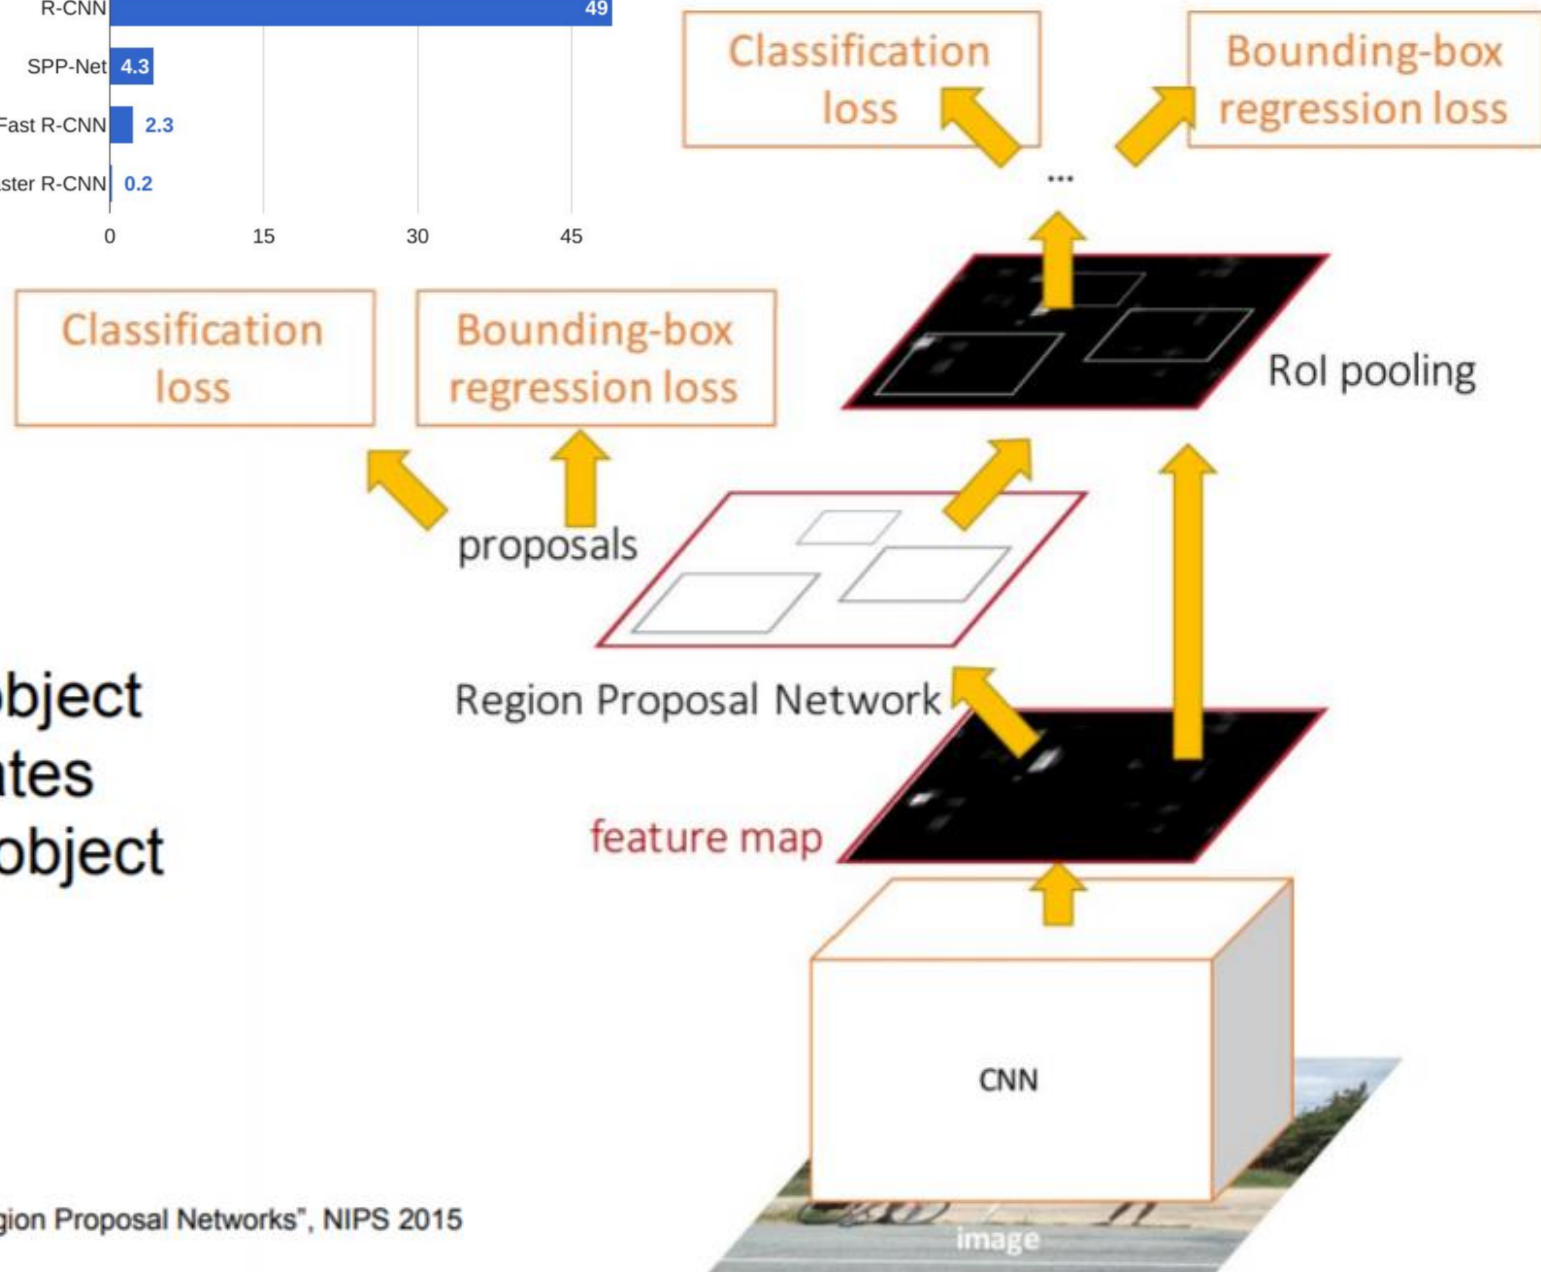 R-CNN 49
SPP-Net 4.3
Fast R-CNN 2.3
ster R-CNN 0.2
0 15 30 45
Classification
loss
Bounding-box
regression loss
...
Classification
loss
Bounding-box
regression loss
RoI pooling
proposals
Region Proposal Network
feature map
CNN
image
bject
ates
object
gion Proposal Networks”, NIPS 2015